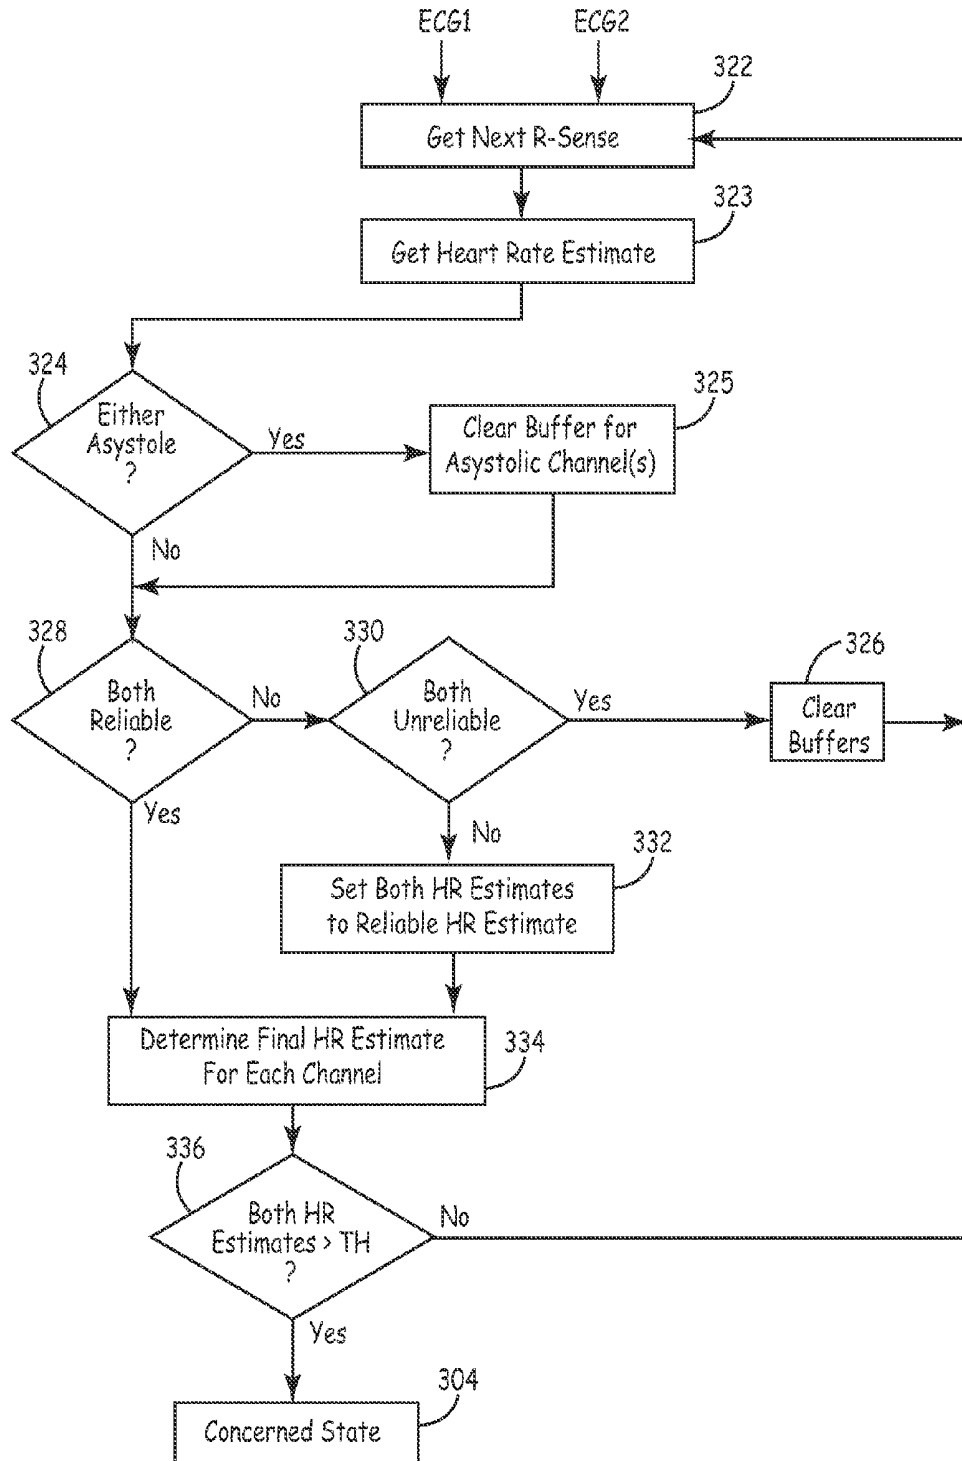 ECG1
ECG2
322
Get Next R-Sense
323
Get Heart Rate Estimate
324
Either
Asystole
?
Yes
325
Clear Buffer for
Asystolic Channel(s)
No
328
Both
Reliable
?
No
330
Both
Unreliable
?
Yes
326
Clear
Buffers
Yes
No
332
Set Both HR Estimates
to Reliable HR Estimate
Determine Final HR Estimate
For Each Channel
334
336
Both HR
Estimates > TH
?
No
Yes
304
Concerned State